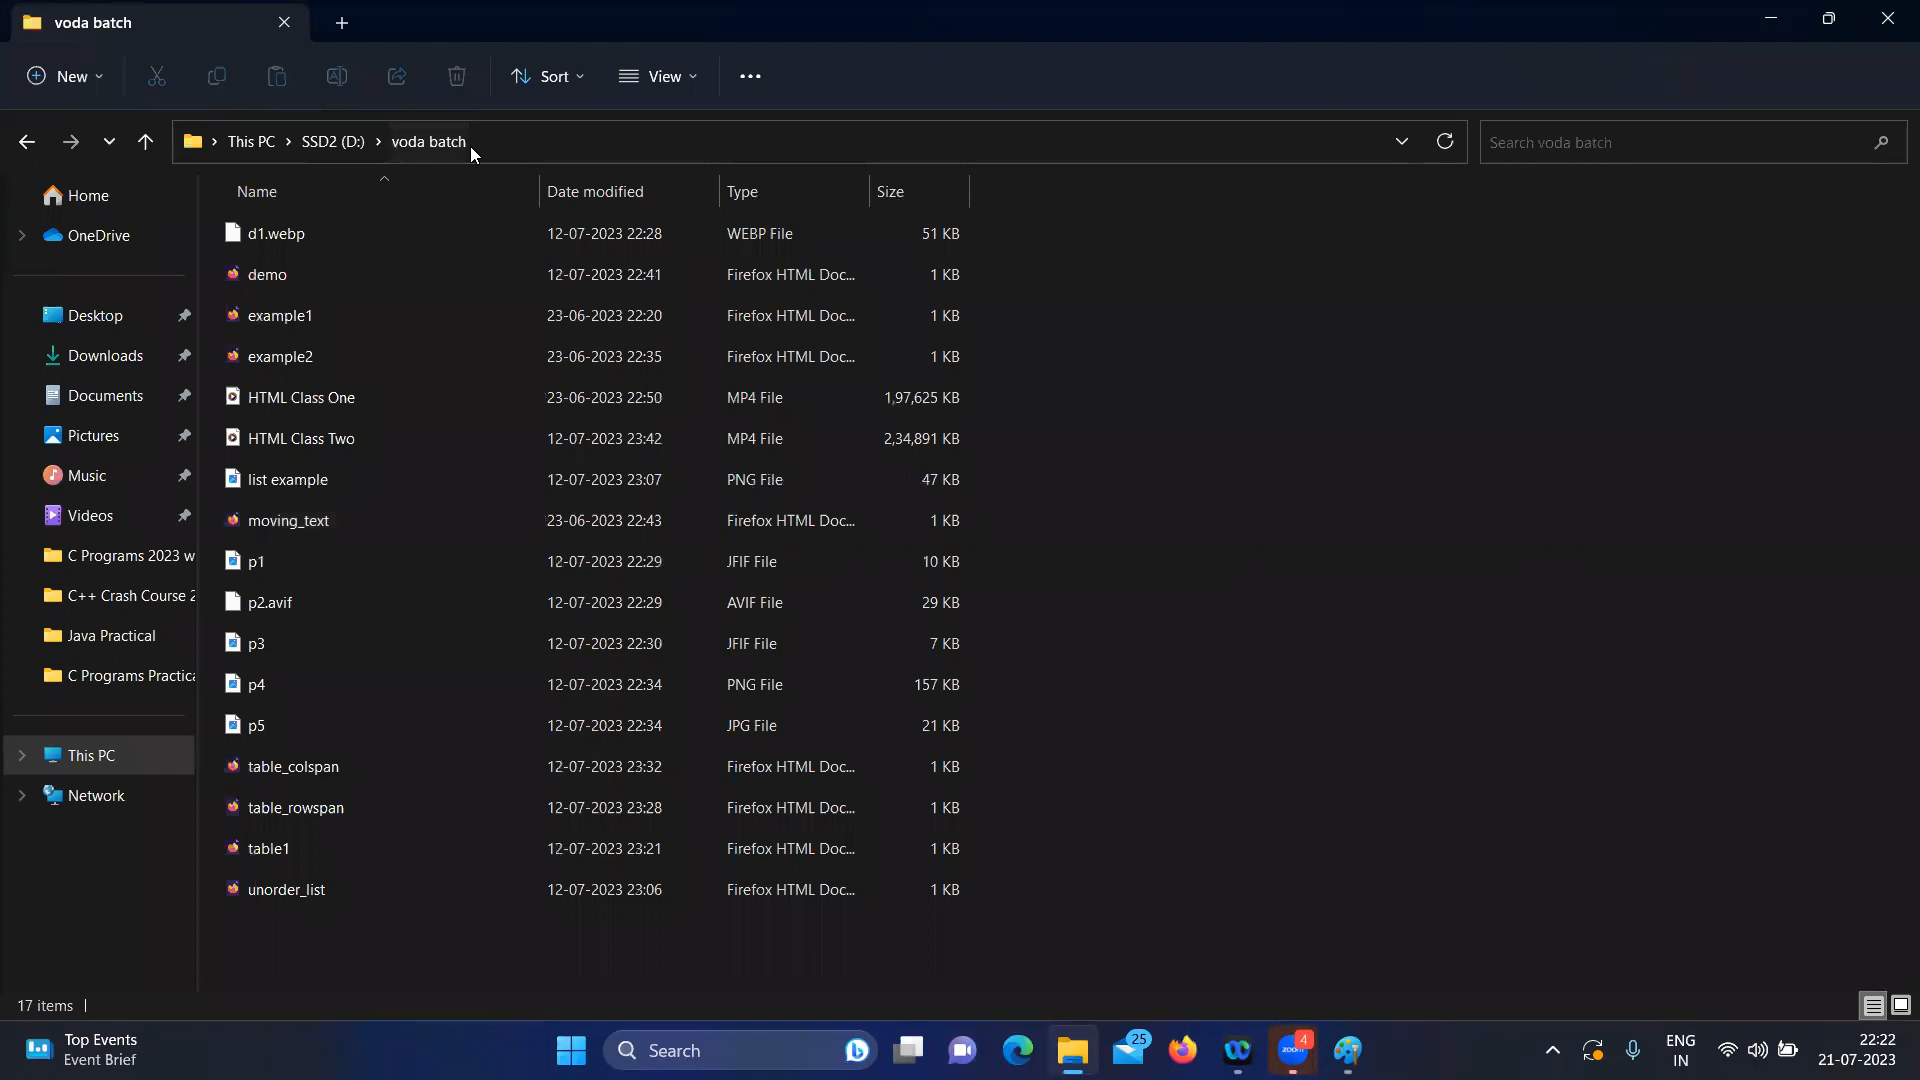 voda batch
New
Sort
View
This PC
SSD2 (D:)
voda batch
Search voda batch
Home
OneDrive
Desktop
Downloads
Documents
Pictures
Music
Videos
C Programs 2023 w
C++ Crash Course 2
Java Practical
C Programs Practica
This PC
Network
Name Date modified Type Size
d1.webp 12-07-2023 22:28 WEBP File 51 KB
demo 12-07-2023 22:41 Firefox HTML Doc... 1 KB
example1 23-06-2023 22:20 Firefox HTML Doc... 1 KB
example2 23-06-2023 22:35 Firefox HTML Doc... 1 KB
HTML Class One 23-06-2023 22:50 MP4 File 1,97,625 KB
HTML Class Two 12-07-2023 23:42 MP4 File 2,34,891 KB
list example 12-07-2023 23:07 PNG File 47 KB
moving_text 23-06-2023 22:43 Firefox HTML Doc... 1 KB
p1 12-07-2023 22:29 JFIF File 10 KB
p2.avif 12-07-2023 22:29 AVIF File 29 KB
p3 12-07-2023 22:30 JFIF File 7 KB
p4 12-07-2023 22:34 PNG File 157 KB
p5 12-07-2023 22:34 JPG File 21 KB
table_colspan 12-07-2023 23:32 Firefox HTML Doc... 1 KB
table_rowspan 12-07-2023 23:28 Firefox HTML Doc... 1 KB
table1 12-07-2023 23:21 Firefox HTML Doc... 1 KB
unorder_list 12-07-2023 23:06 Firefox HTML Doc... 1 KB
17 items
Top Events
Event Brief
Search
25
zoom
4
ENG
IN
22:22
21-07-2023